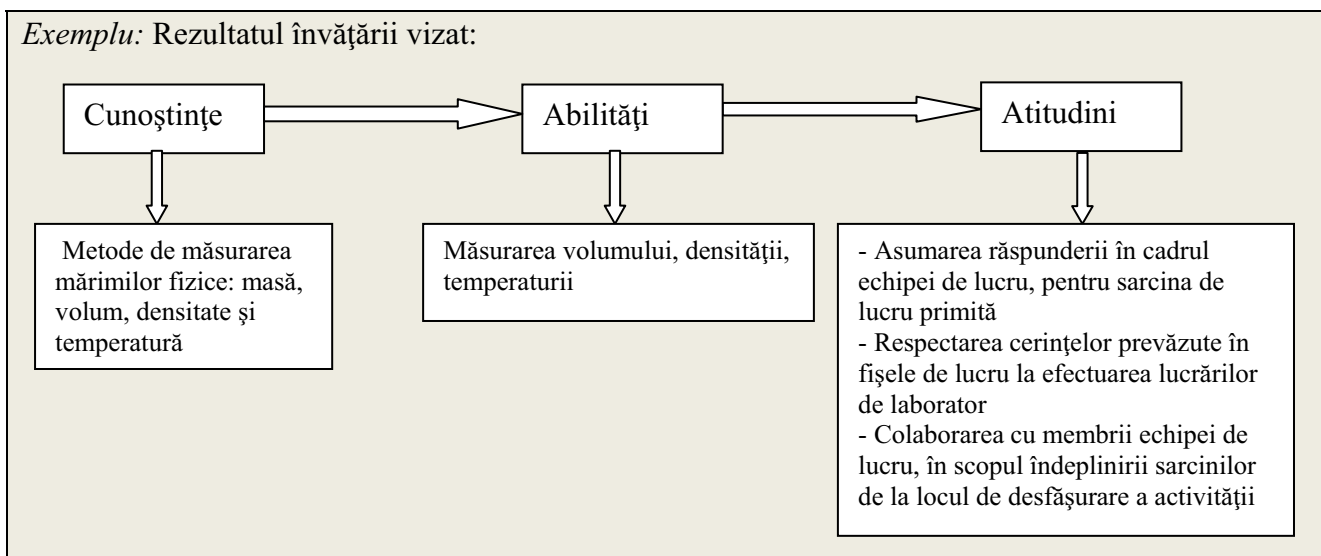 Exemplu: Rezultatul învăţării vizat:
Cunoştinţe
Abilităţi
Atitudini
Metode de măsurarea
mărimilor fizice: masă,
volum, densitate şi
temperatură
Măsurarea volumului, densităţii,
temperaturii
- Asumarea răspunderii în cadrul
echipei de lucru, pentru sarcina de
lucru primită
- Respectarea cerinţelor prevăzute în
fişele de lucru la efectuarea lucrărilor
de laborator
- Colaborarea cu membrii echipei de
lucru, în scopul îndeplinirii sarcinilor
de la locul de desfăşurare a activităţii